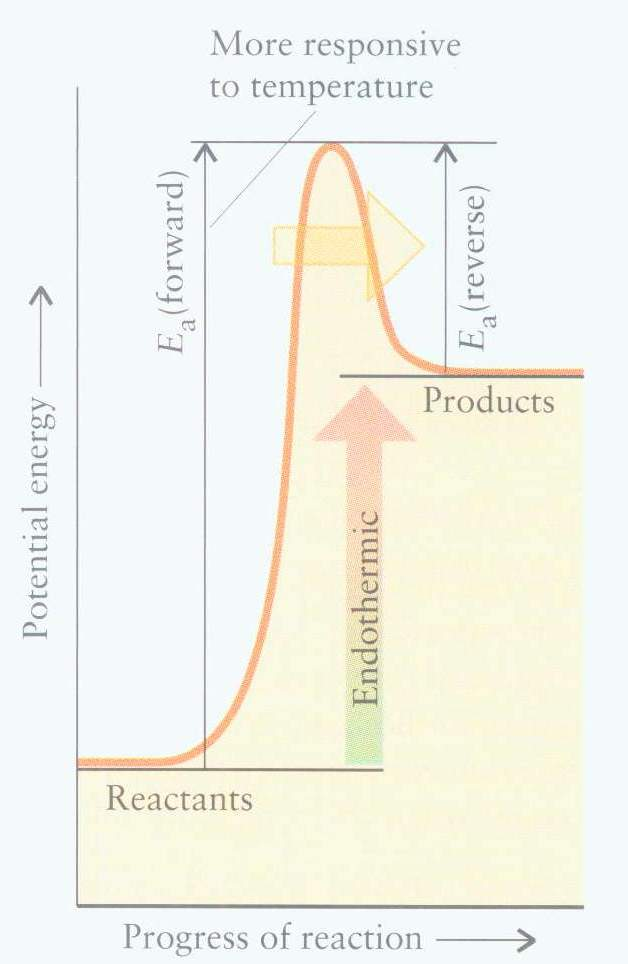 More responsive
to temperature
Eₐ(forward)
Eₐ(reverse)
Potential energy
Products
Endothermic
Reactants
Progress of reaction